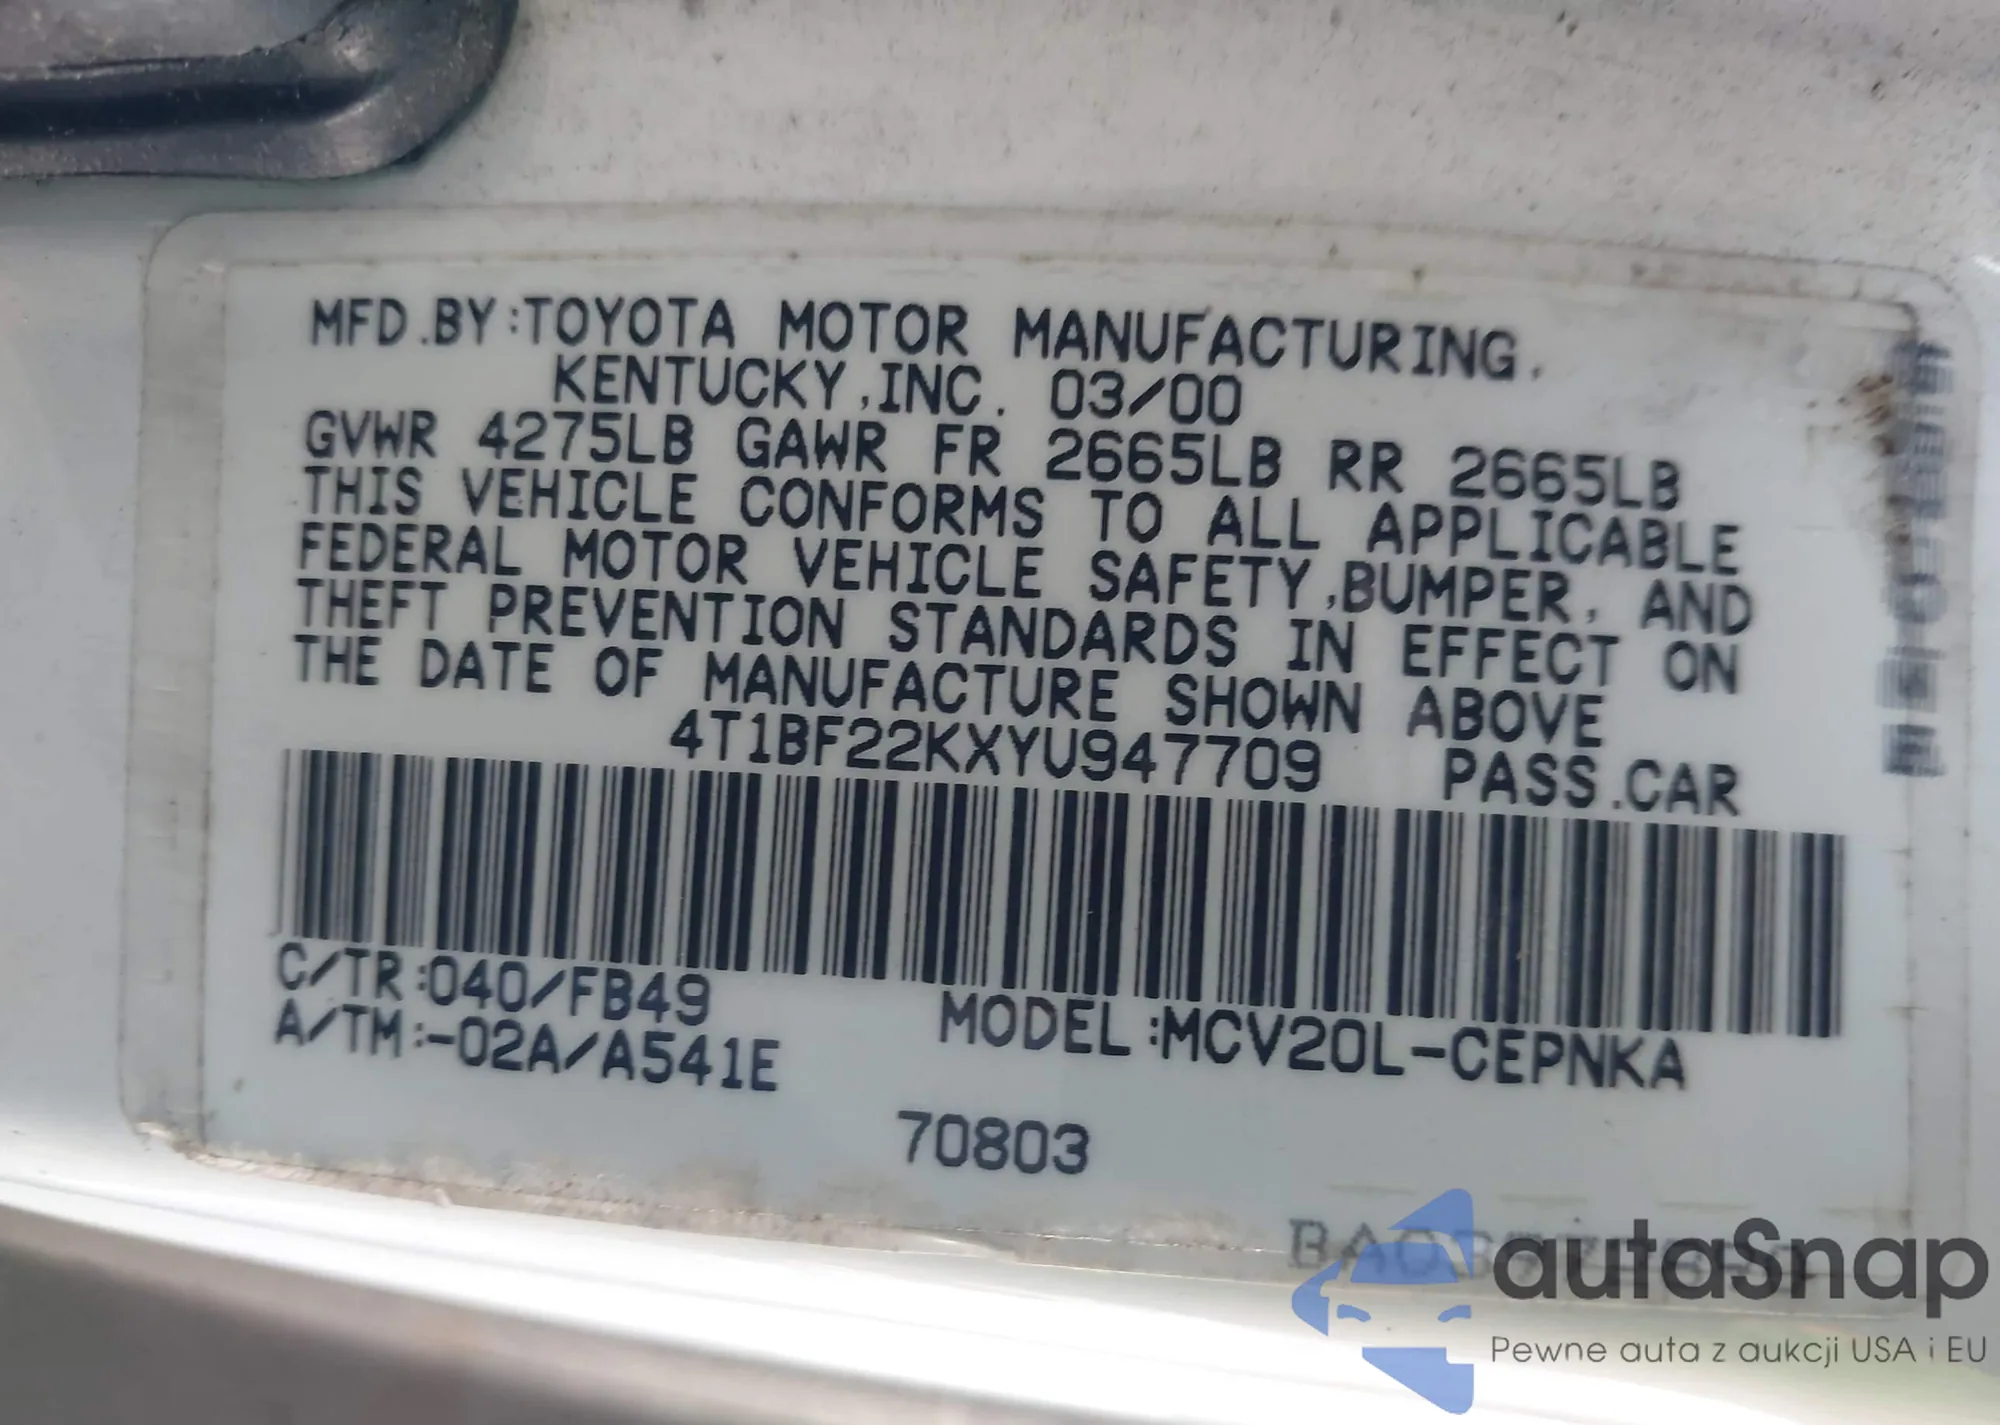 MFD.BY:TOYOTA MOTOR MANUFACTURING.
KENTUCKY,INC. 03/00
GVWR 4275LB GAWR FR 2665LB RR 2665LB
THIS VEHICLE CONFORMS TO ALL APPLICABLE
FEDERAL MOTOR VEHICLE SAFETY,BUMPER, AND
THEFT PREVENTION STANDARDS IN EFFECT ON
THE DATE OF MANUFACTURE SHOWN ABOVE
4T1BF22KXYU947709 PASS.CAR
C/TR:040/FB49
A/TM:-02A/A541E
MODEL:MCV20L-CEPNKA
70803
autaSnap
Pewne auta z aukcji USA i EU